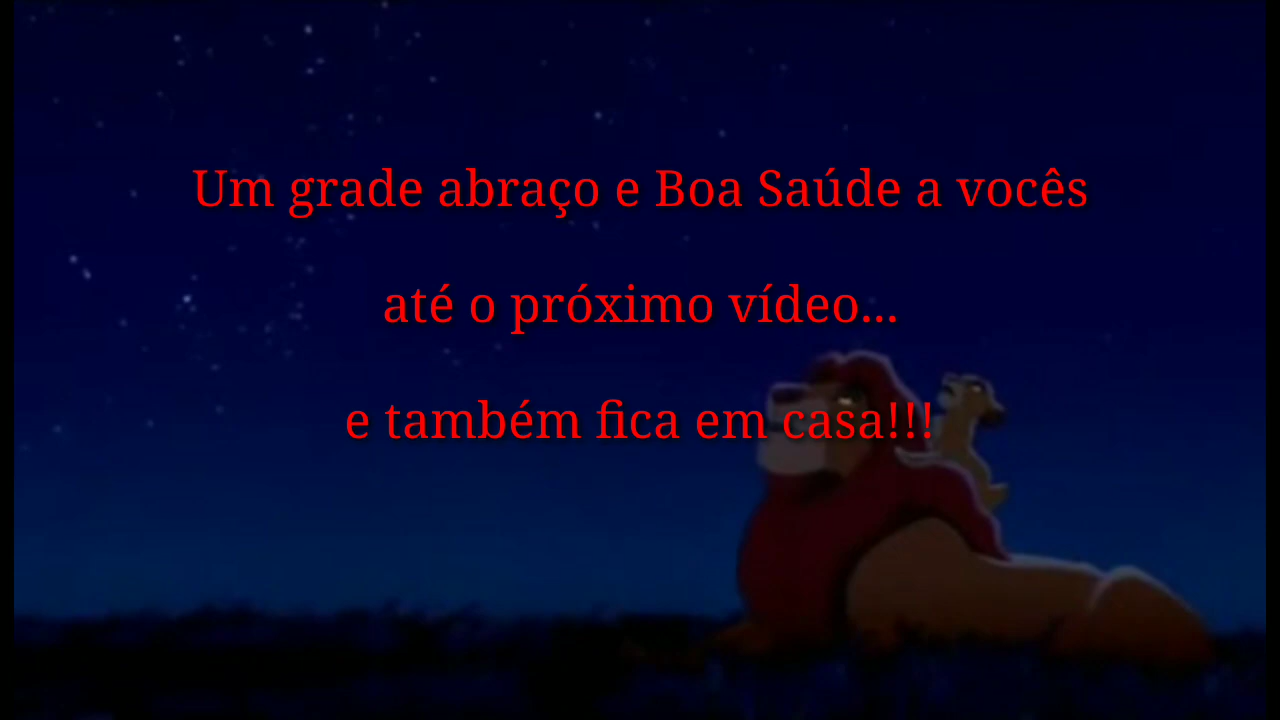 Um grade abraço e Boa Saúde a vocês
até o próximo vídeo...
e também fica em casa!!!